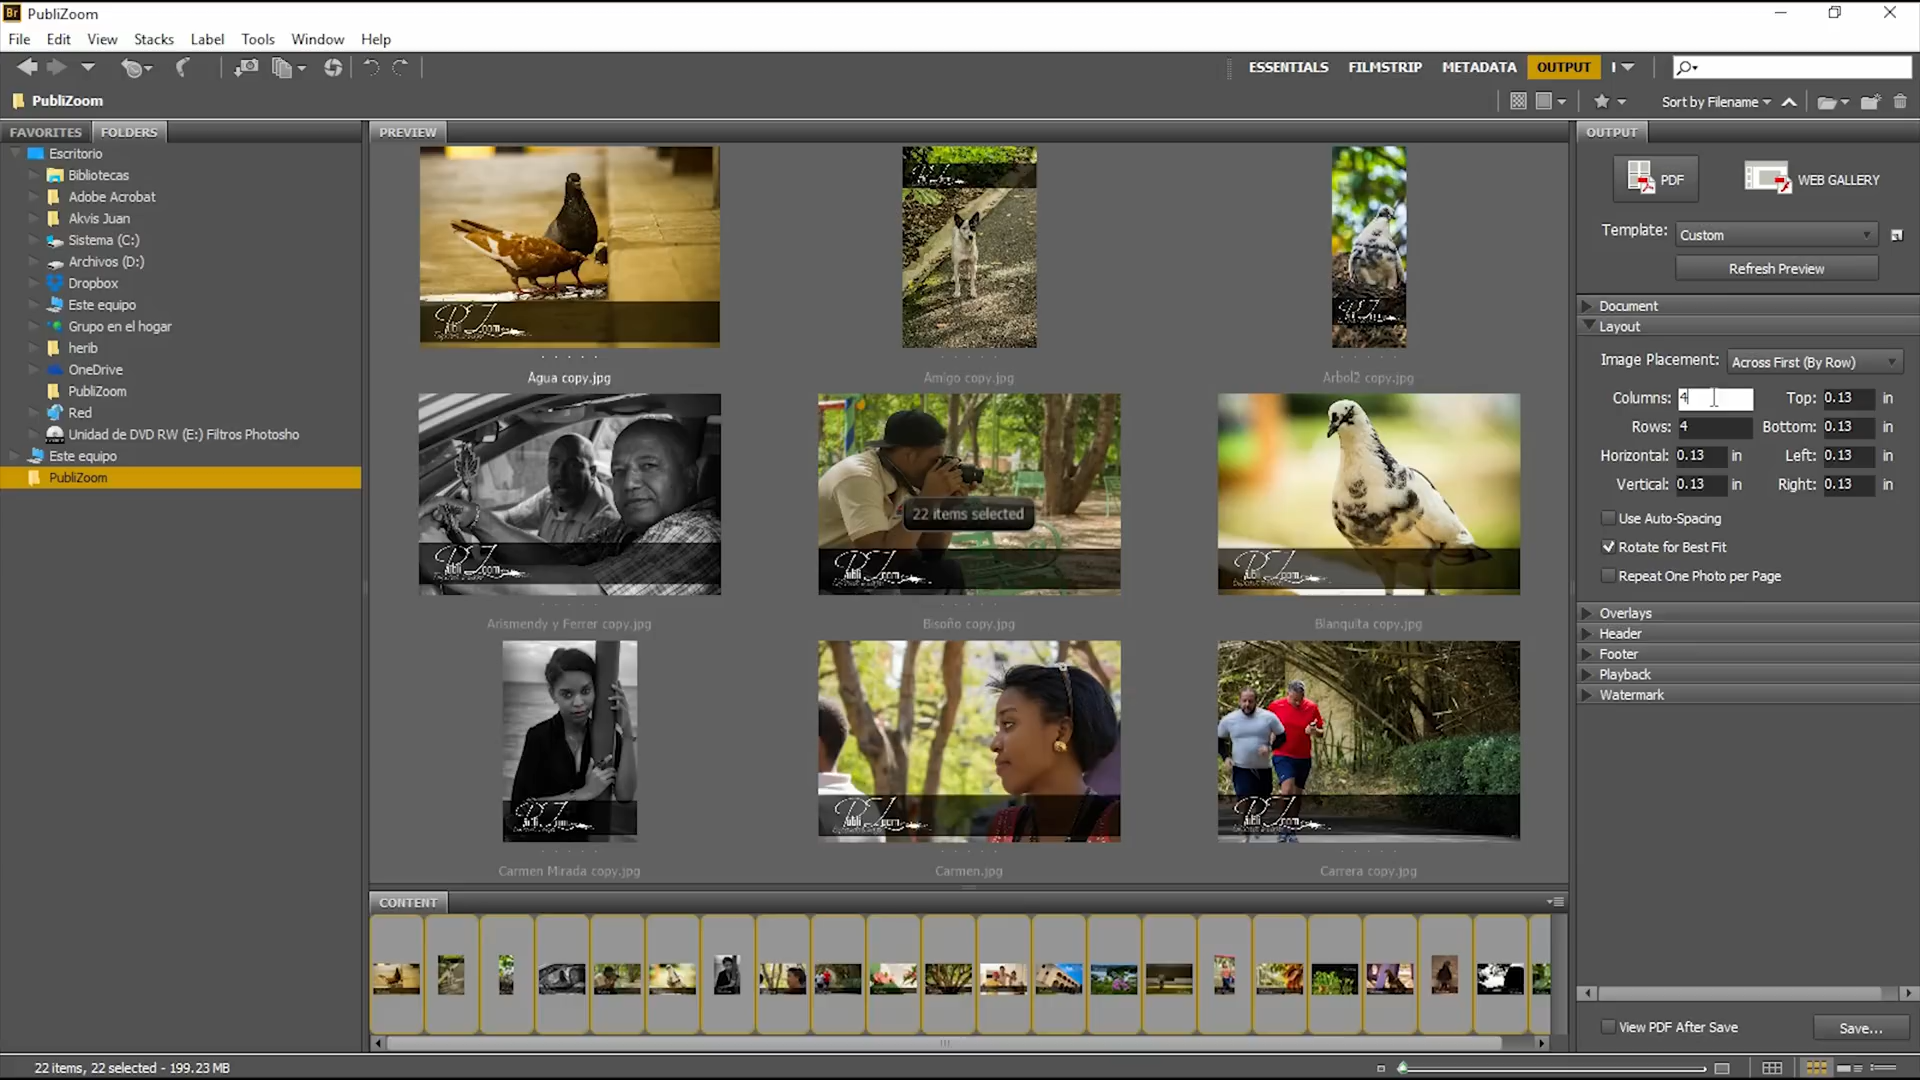 Br PubliZoom
File Edit View Stacks Label Tools Window Help
ESSENTIALS FILMSTRIP METADATA OUTPUT
PubliZoom
Sort by Filename
FAVORITES FOLDERS
Escritorio
Bibliotecas
Adobe Acrobat
Akvis Juan
Sistema (C:)
Archivos (D:)
Dropbox
Este equipo
Grupo en el hogar
herib
OneDrive
PubliZoom
Red
Unidad de DVD RW (E:) Filtros Photosho
Este equipo
PubliZoom
PREVIEW
Agua copy.jpg
Amigo copy.jpg
Arbol2 copy.jpg
Arismendy y Ferrer copy.jpg
Bisoño copy.jpg
Blanquita copy.jpg
22 items selected
Carmen Mirada copy.jpg
Carmen.jpg
Carrera copy.jpg
CONTENT
OUTPUT
PDF
WEB GALLERY
Template: Custom
Refresh Preview
Document
Layout
Image Placement: Across First (By Row)
Columns: 4 Top: 0.13 in
Rows: 4 Bottom: 0.13 in
Horizontal: 0.13 in Left: 0.13 in
Vertical: 0.13 in Right: 0.13 in
Use Auto-Spacing
Rotate for Best Fit
Repeat One Photo per Page
Overlays
Header
Footer
Playback
Watermark
View PDF After Save
Save...
22 items, 22 selected - 199.23 MB